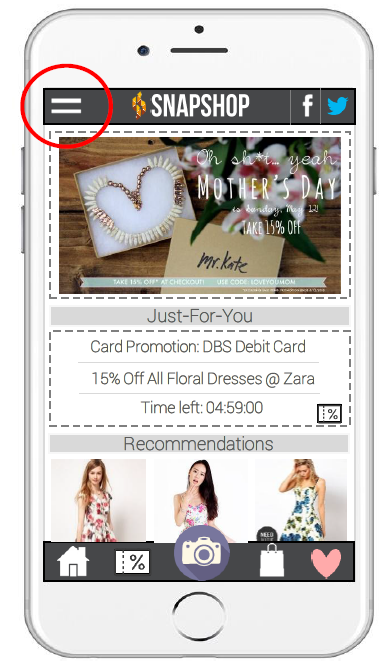 SNAPSHOP
f
Oh sh*r... yeah
MOTHER'S DAY
is Sunday, May 12!
TAKE 15% OFF
Mr. Kate
TAKE 15% OFF* AT CHECKOUT! USE CODE: LOVEYOUMOM
Just-For-You
Card Promotion: DBS Debit Card
15% Off All Floral Dresses @ Zara
Time left: 04:59:00
%
Recommendations
NEED
%